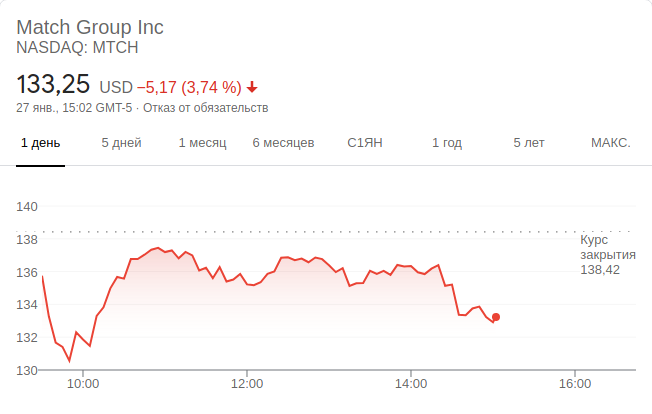 Match Group Inc
NASDAQ: MTCH
133,25 USD −5,17 (3,74 %)
27 янв., 15:02 GMT-5 · Отказ от обязательств
1 день 5 дней 1 месяц 6 месяцев С1ЯН 1 год 5 лет МАКС.
140
138
136
134
132
130
Курс
закрытия
138,42
10:00 12:00 14:00 16:00